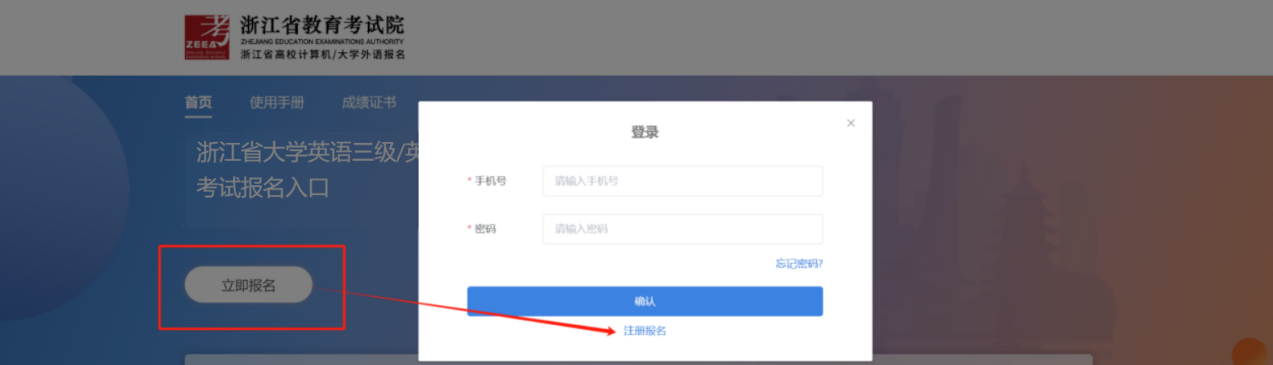 浙江省教育考试院
ZHEJIANG EDUCATION EXAMINATIONS AUTHORITY
浙江省高校计算机/大学外语报名
考
ZEEA
首页 使用手册 成绩证书
浙江省大学英语三级/英
考试报名入口
立即报名
登录
×
* 手机号 请输入手机号
* 密码 请输入密码
忘记密码?
确认
注册报名